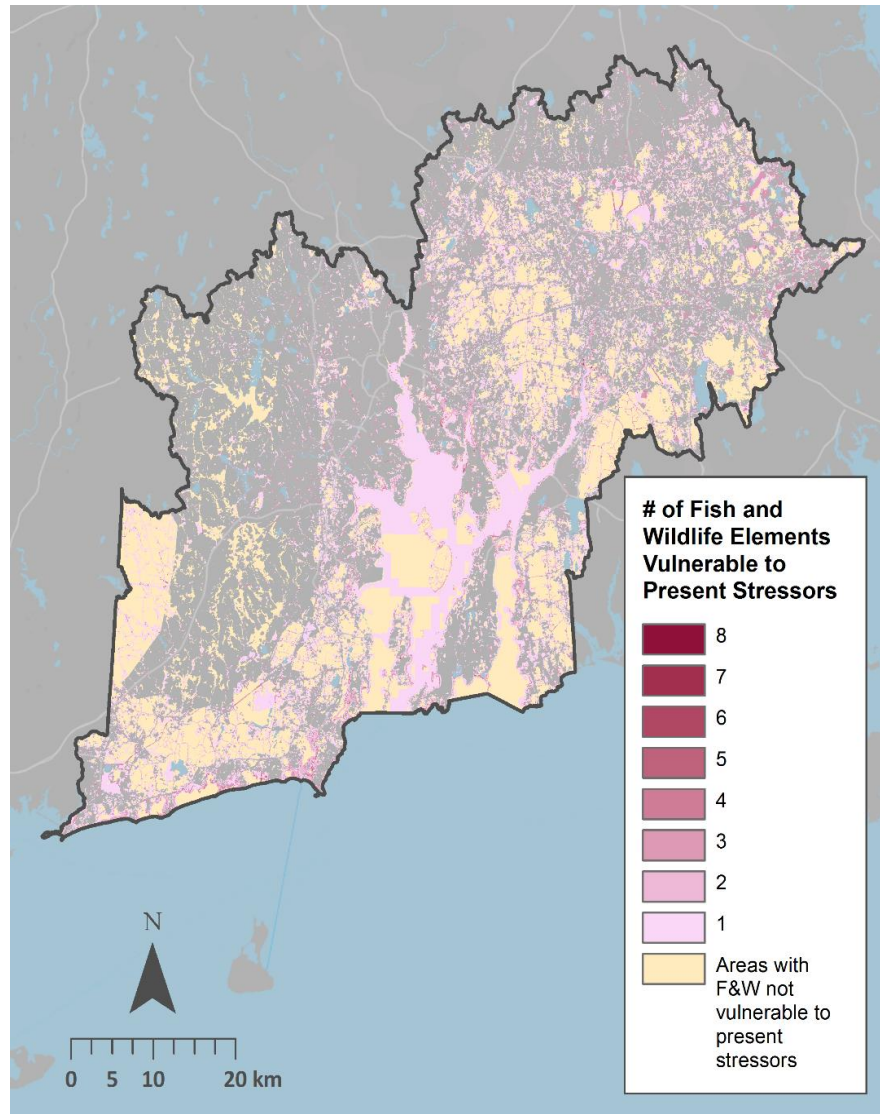 # of Fish and
Wildlife Elements
Vulnerable to
Present Stressors
8
7
6
5
4
3
2
1
Areas with
F&W not
vulnerable to
present
stressors
N
0 5 10 20 km